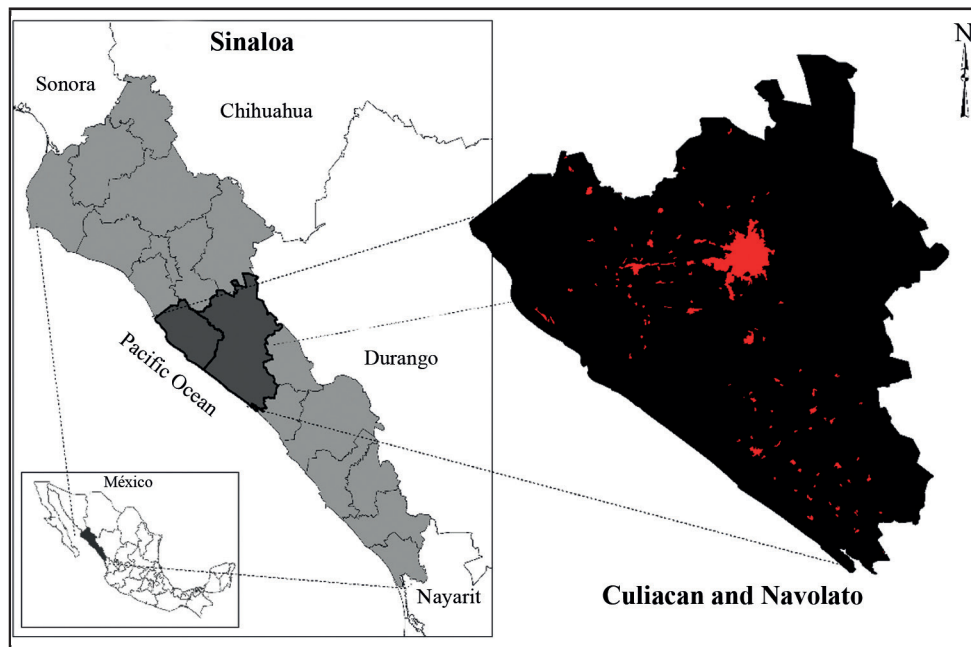 Sinaloa
Sonora
Chihuahua
Durango
Pacific Ocean
México
Nayarit
N
Culiacan and Navolato